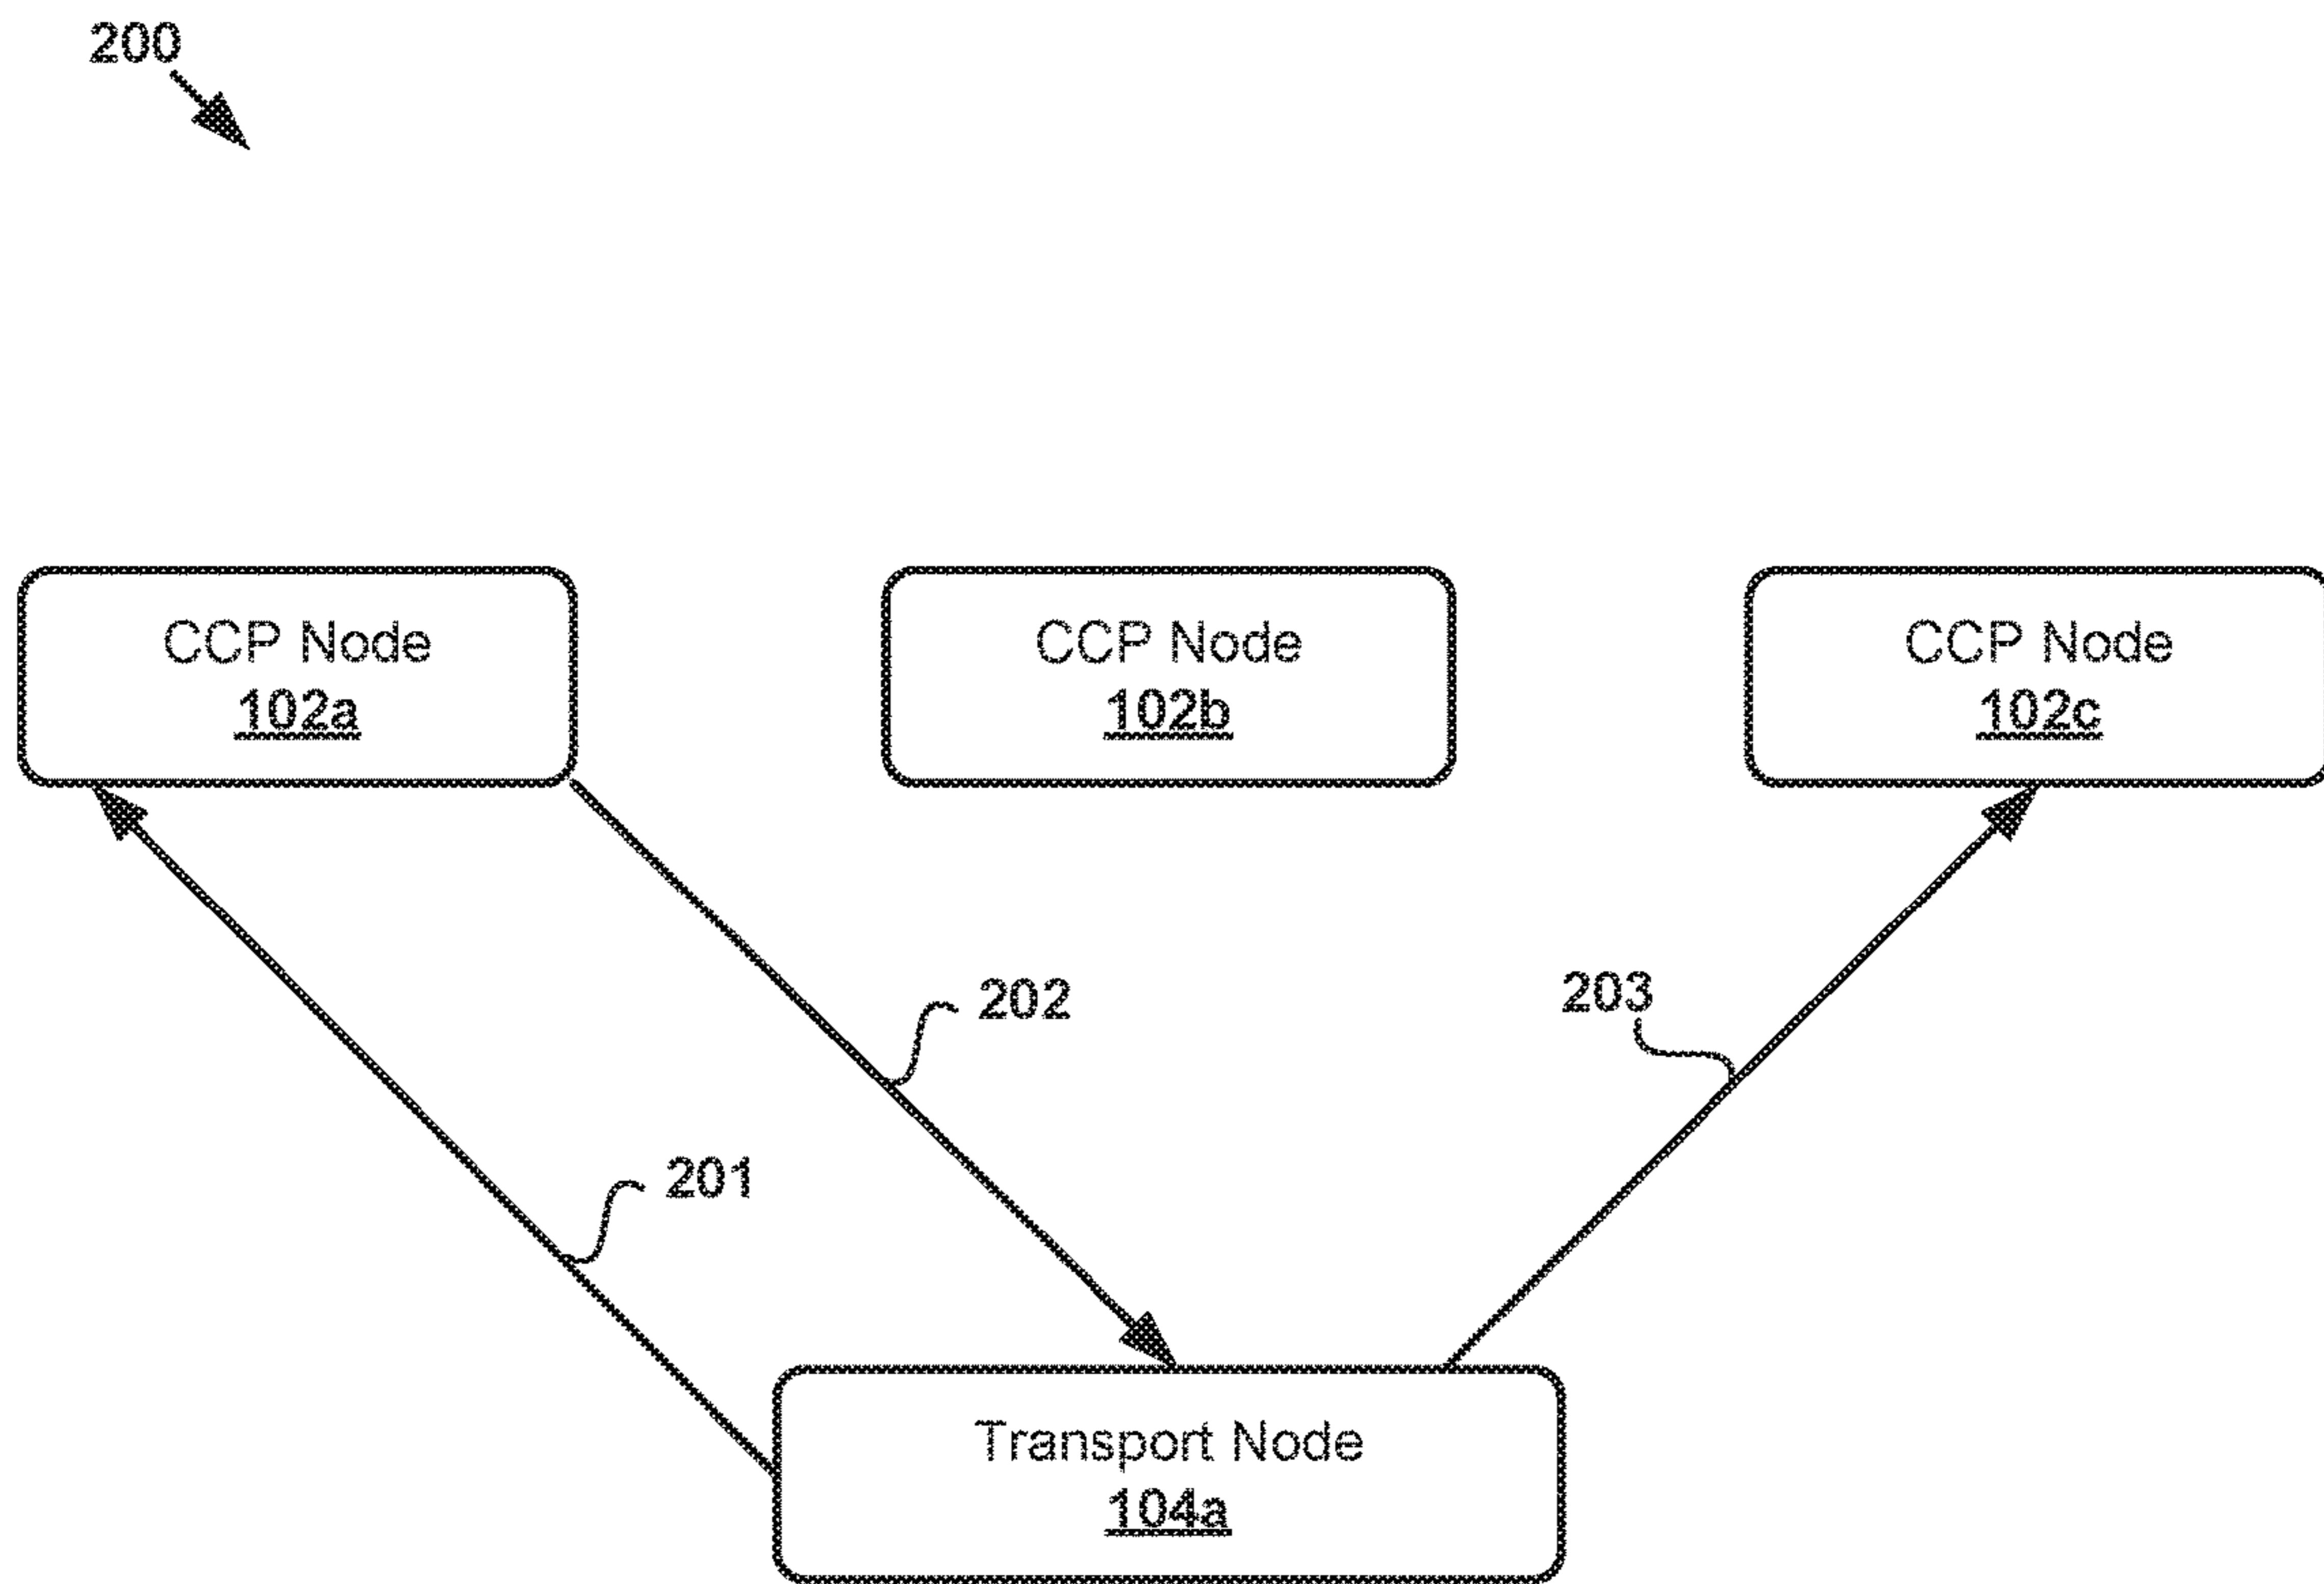 200
CCP Node
102a
CCP Node
102b
CCP Node
102c
202
203
201
Transport Node
104a